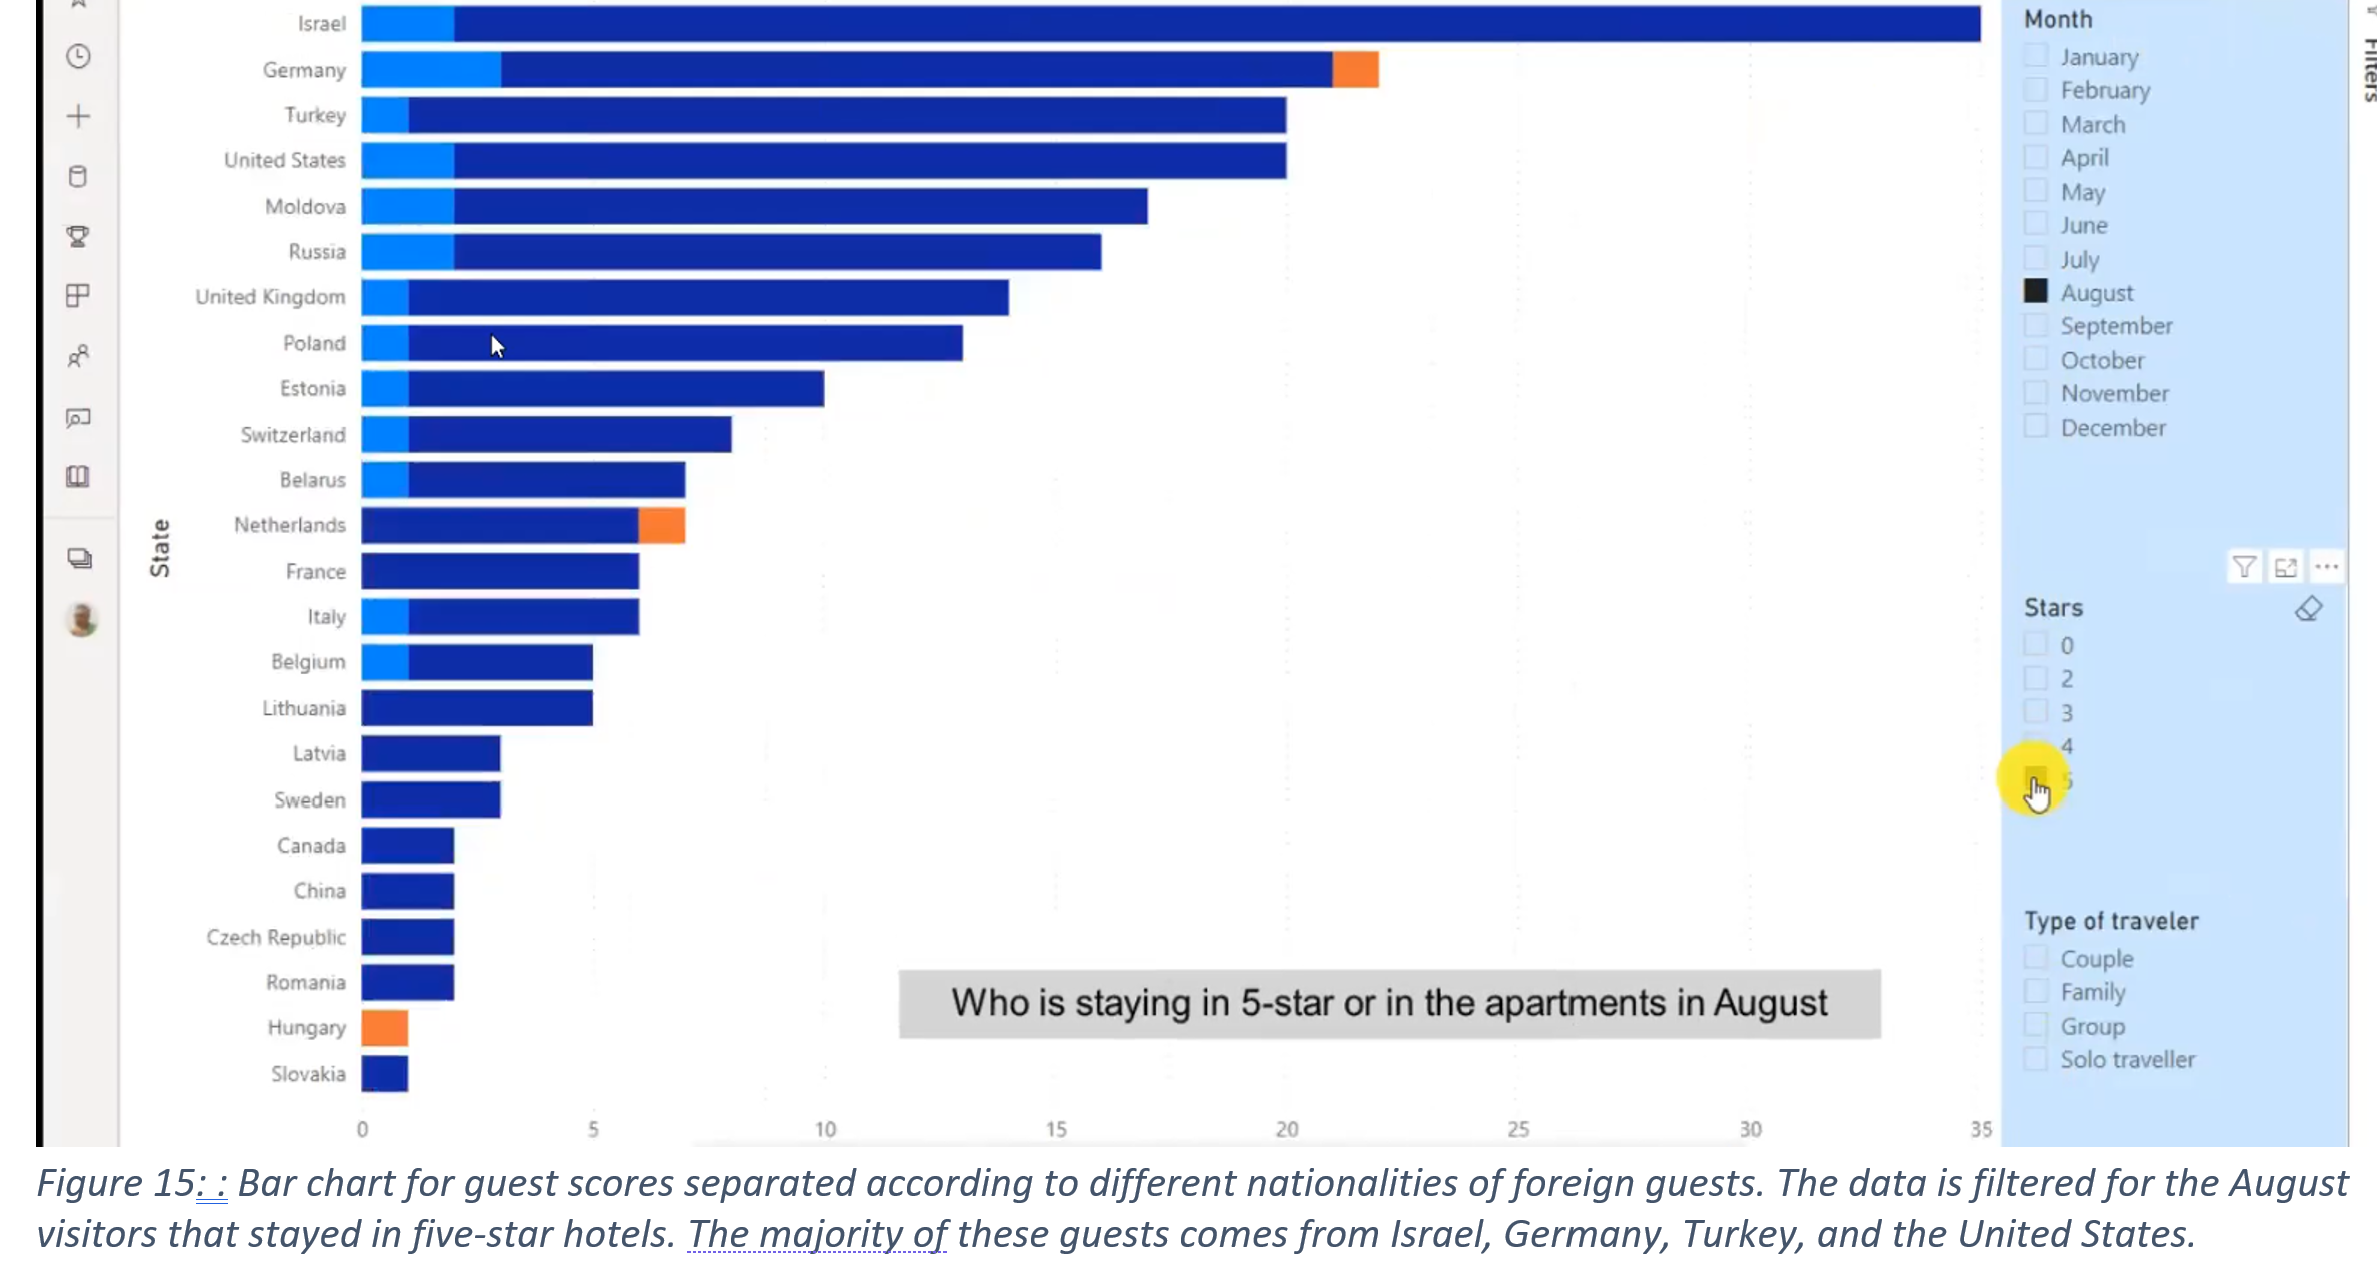 Israel
Germany
Turkey
United States
Moldova
Russia
United Kingdom
Poland
Estonia
Switzerland
Belarus
Netherlands
France
Italy
Belgium
Lithuania
Latvia
Sweden
Canada
China
Czech Republic
Romania
Hungary
Slovakia
State
0 5 10 15 20 25 30 35
Who is staying in 5-star or in the apartments in August
Month
January
February
March
April
May
June
July
August
September
October
November
December
Stars
0
2
3
4
5
Type of traveler
Couple
Family
Group
Solo traveller
Filters
Figure 15: : Bar chart for guest scores separated according to different nationalities of foreign guests. The data is filtered for the August
visitors that stayed in five-star hotels. The majority of these guests comes from Israel, Germany, Turkey, and the United States.